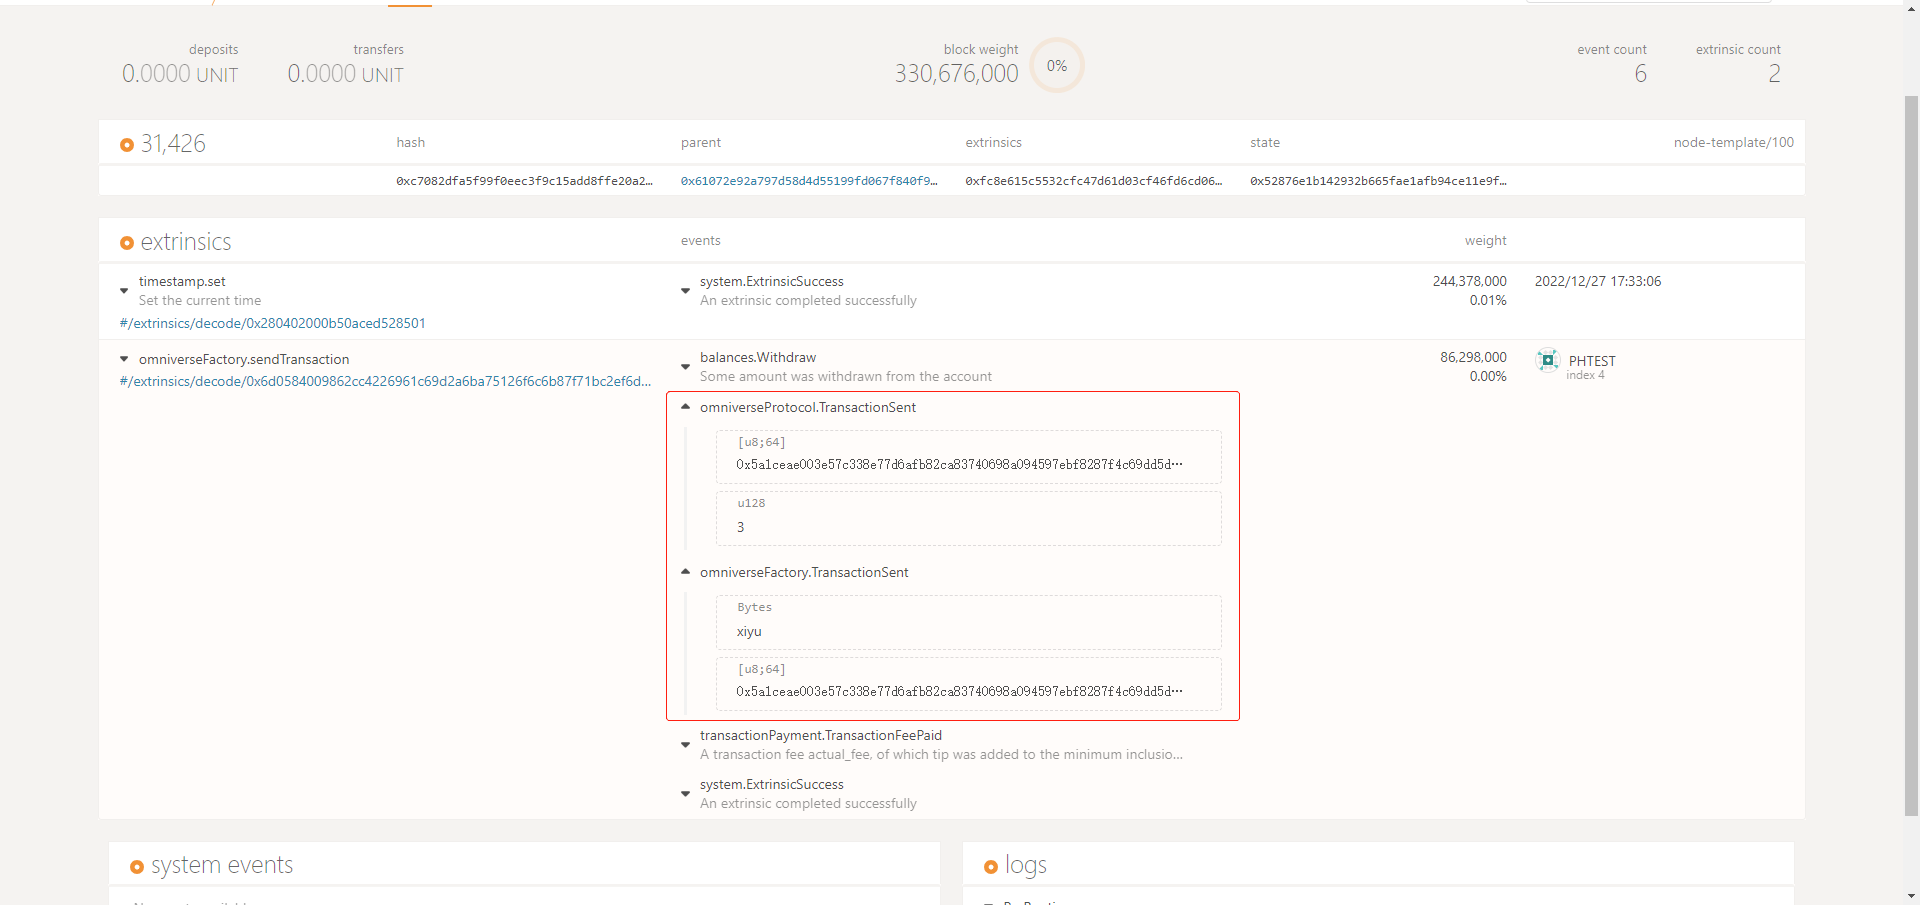 deposits
0.0000 UNIT
transfers
0.0000 UNIT
block weight
330,676,000
0%
event count
6
extrinsic count
2
31,426 hash parent extrinsics state node-template/100
0xc7082dfa5f99f0eec3f9c15add8ffe20a2… 0x61072e92a797d58d4d55199fd067f840f9… 0xfc8e615c5532cfc47d61d03cf46fd6cd06… 0x52876e1b142932b665fae1afb94ce11e9f…
extrinsics events weight
timestamp.set
Set the current time
#/extrinsics/decode/0x280402000b50aced528501
system.ExtrinsicSuccess
An extrinsic completed successfully
244,378,000
0.01%
2022/12/27 17:33:06
omniverseFactory.sendTransaction
#/extrinsics/decode/0x6d0584009862cc4226961c69d2a6ba75126f6c6b87f71bc2ef6d…
balances.Withdraw
Some amount was withdrawn from the account
86,298,000
0.00%
PHTEST
index 4
omniverseProtocol.TransactionSent
[u8;64]
0x5a1ceae003e57c338e77d6afb82ca83740698a094597ebf8287f4c69dd5d…
u128
3
omniverseFactory.TransactionSent
Bytes
xiyu
[u8;64]
0x5a1ceae003e57c338e77d6afb82ca83740698a094597ebf8287f4c69dd5d…
transactionPayment.TransactionFeePaid
A transaction fee actual_fee, of which tip was added to the minimum inclusio…
system.ExtrinsicSuccess
An extrinsic completed successfully
system events
logs